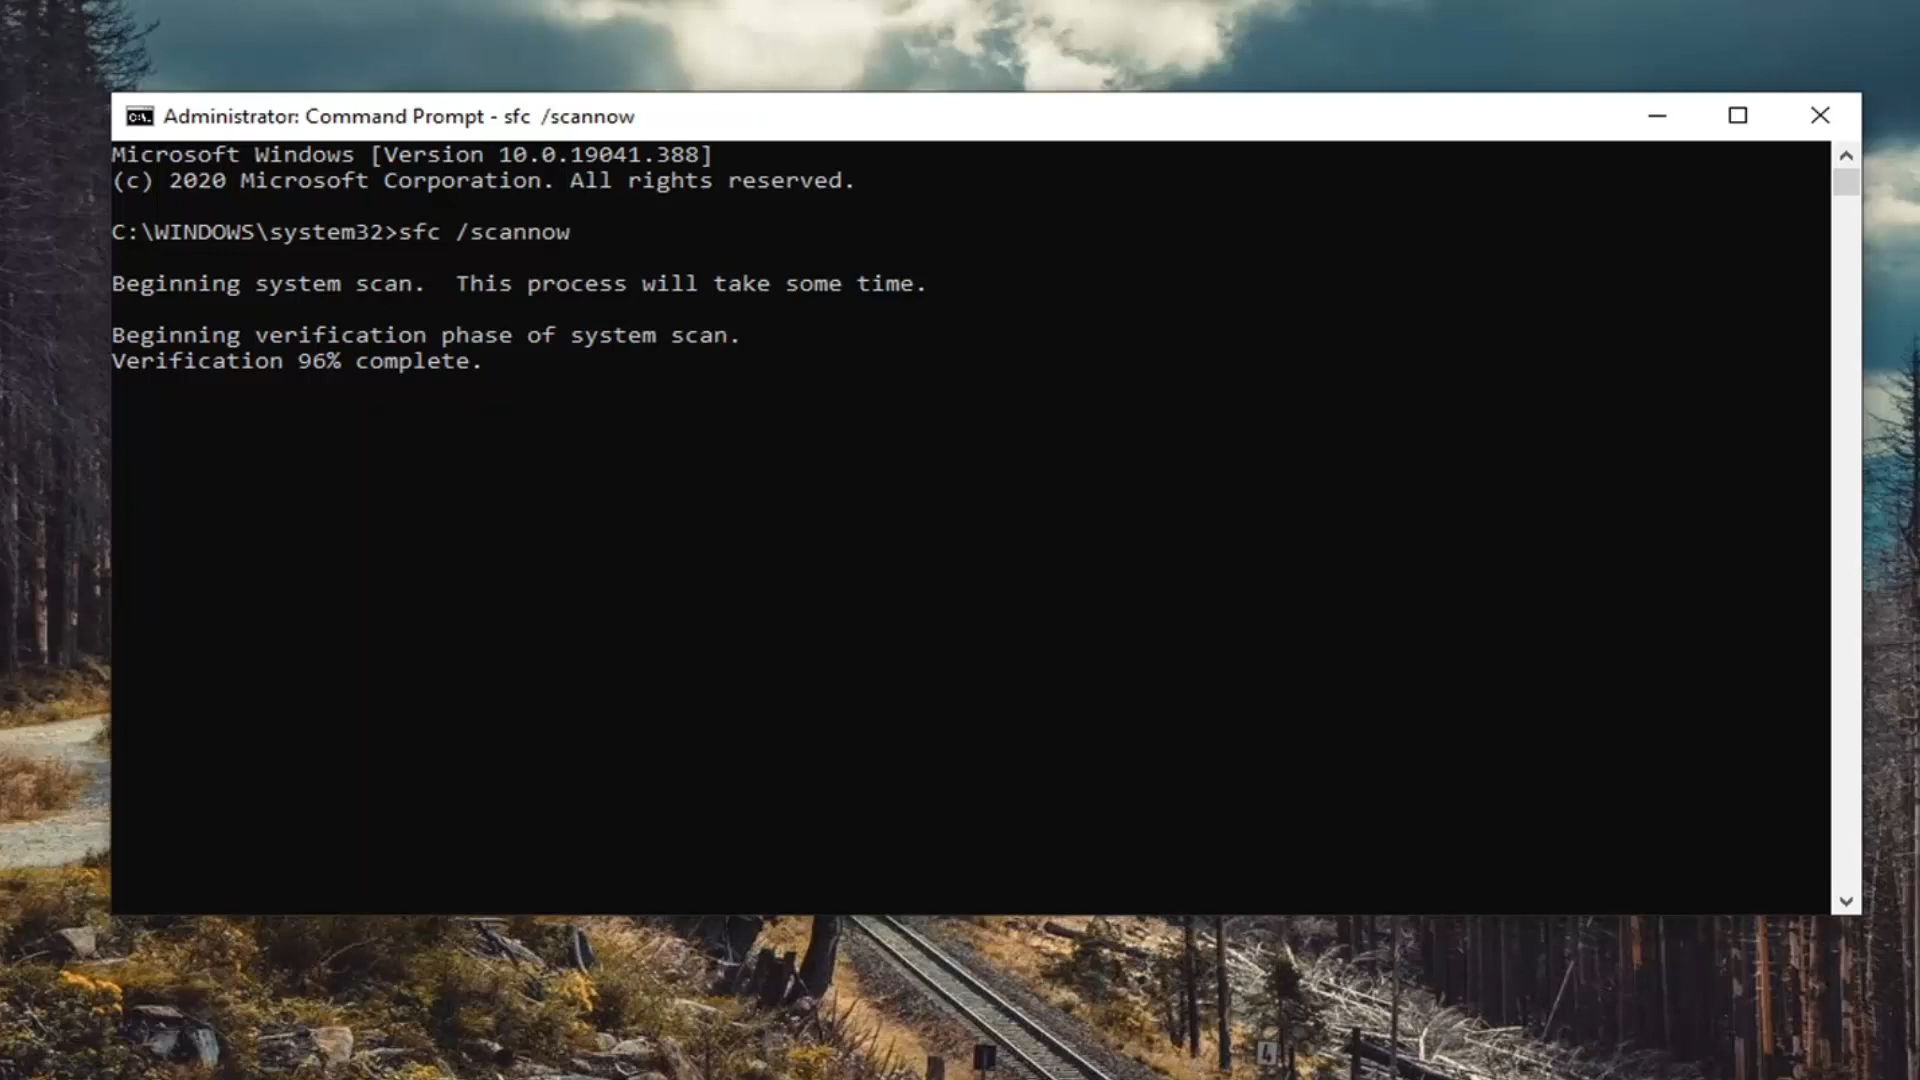 Administrator: Command Prompt - sfc  /scannow
Microsoft Windows [Version 10.0.19041.388]
(c) 2020 Microsoft Corporation. All rights reserved.
C:\WINDOWS\system32>sfc /scannow
Beginning system scan.  This process will take some time.
Beginning verification phase of system scan.
Verification 96% complete.
4